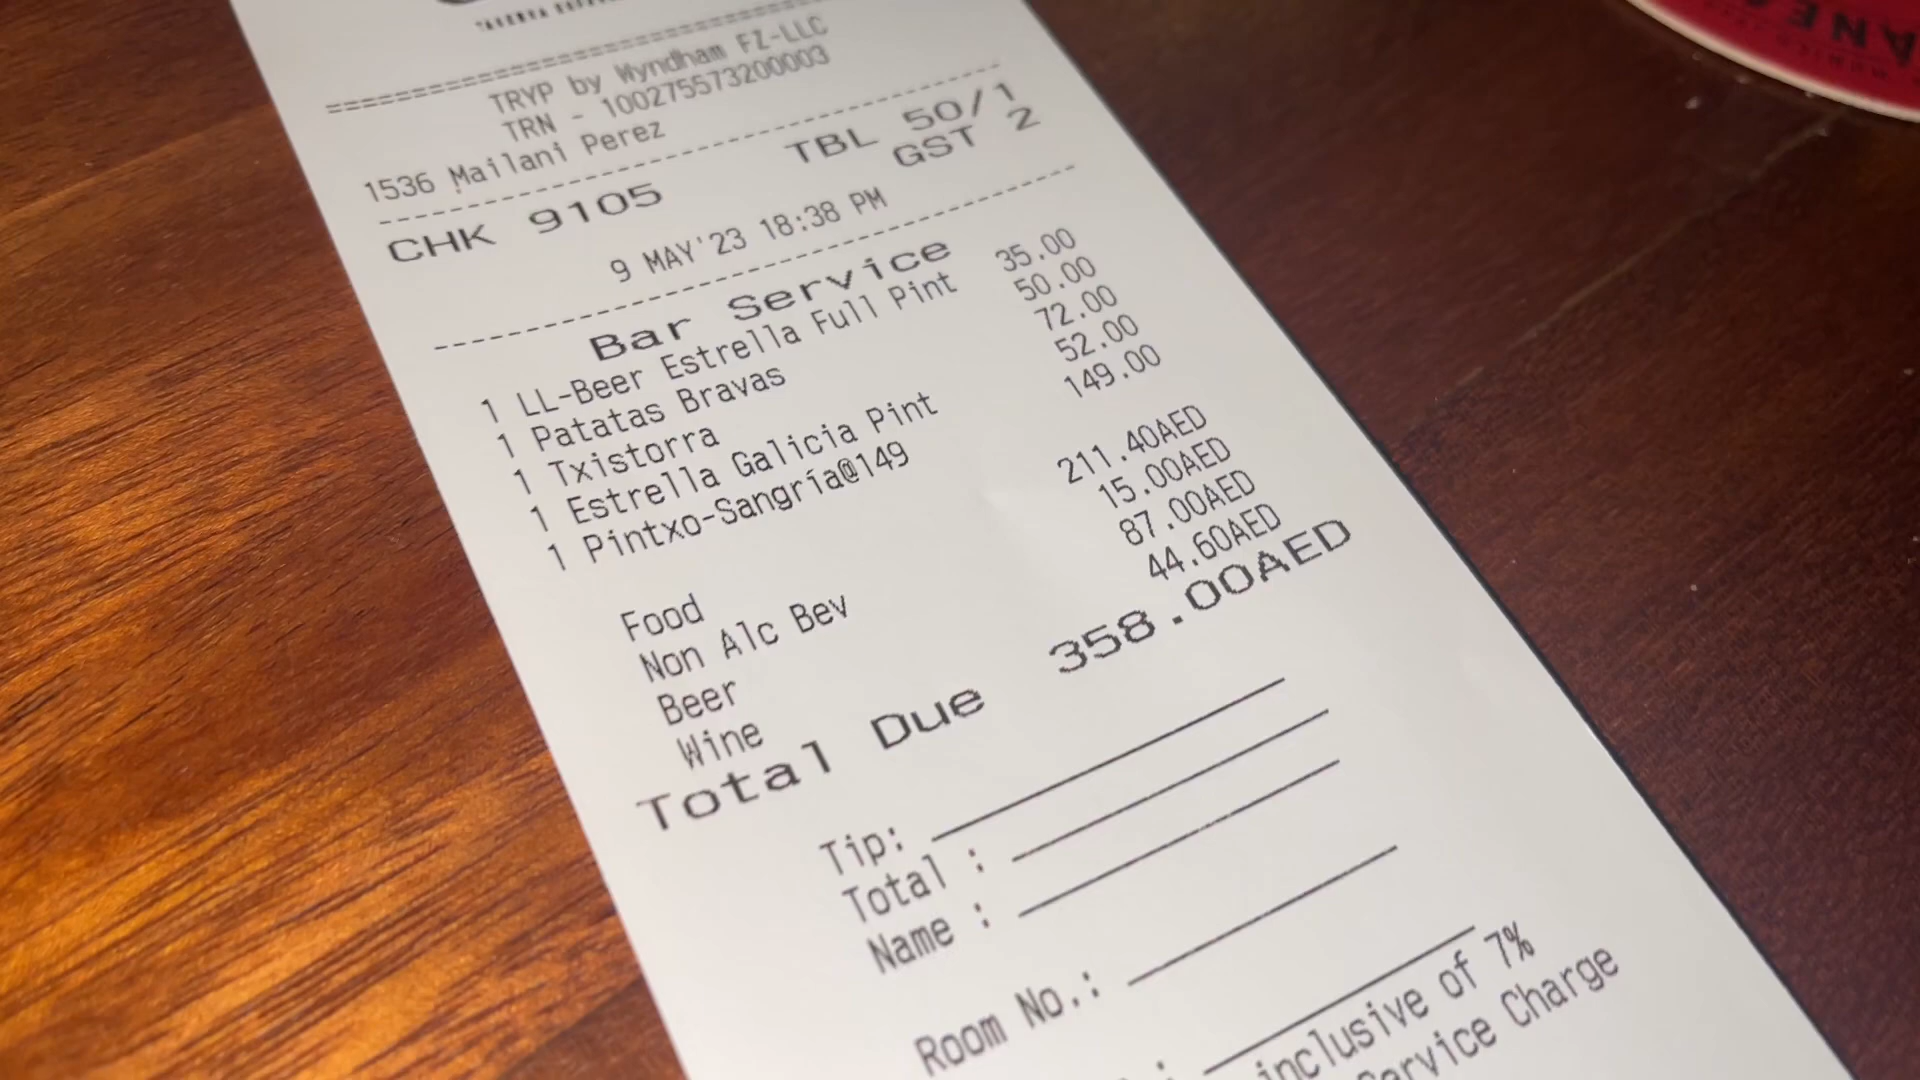 TRYP by Wyndham FZ-LLC
TRN - 100275573200003
1536 Mailani Perez
CHK 9105 TBL 50/1
GST 2
9 MAY'23 18:38 PM
Bar Service
1 LL-Beer Estrella Full Pint 35.00
1 Patatas Bravas 50.00
1 Txistorra 72.00
1 Estrella Galicia Pint 52.00
1 Pintxo-Sangría@149 149.00
Food 211.40AED
Non Alc Bev 15.00AED
Beer 87.00AED
Wine 44.60AED
Total Due 358.00AED
Tip:
Total :
Name :
Room No.:
inclusive of 7%
Service Charge